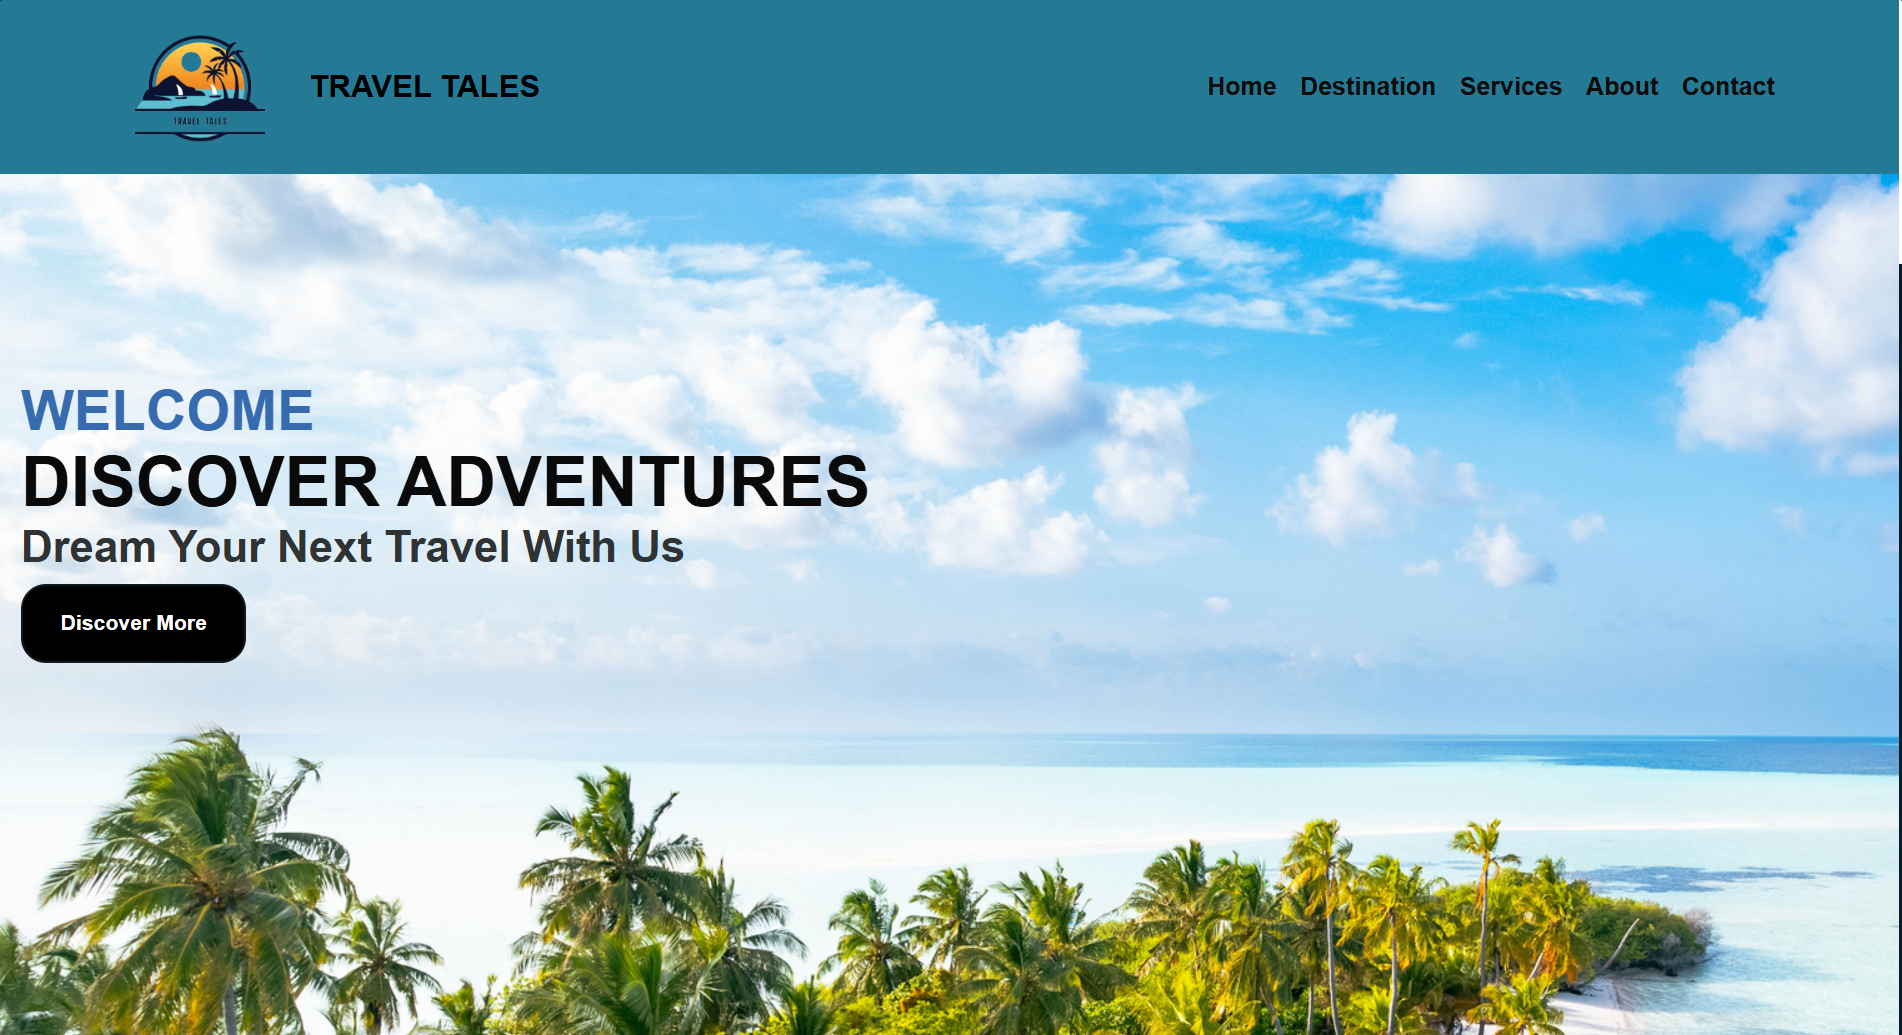 TRAVEL TALES
TRAVEL TALES
Home Destination Services About Contact
WELCOME
DISCOVER ADVENTURES
Dream Your Next Travel With Us
Discover More